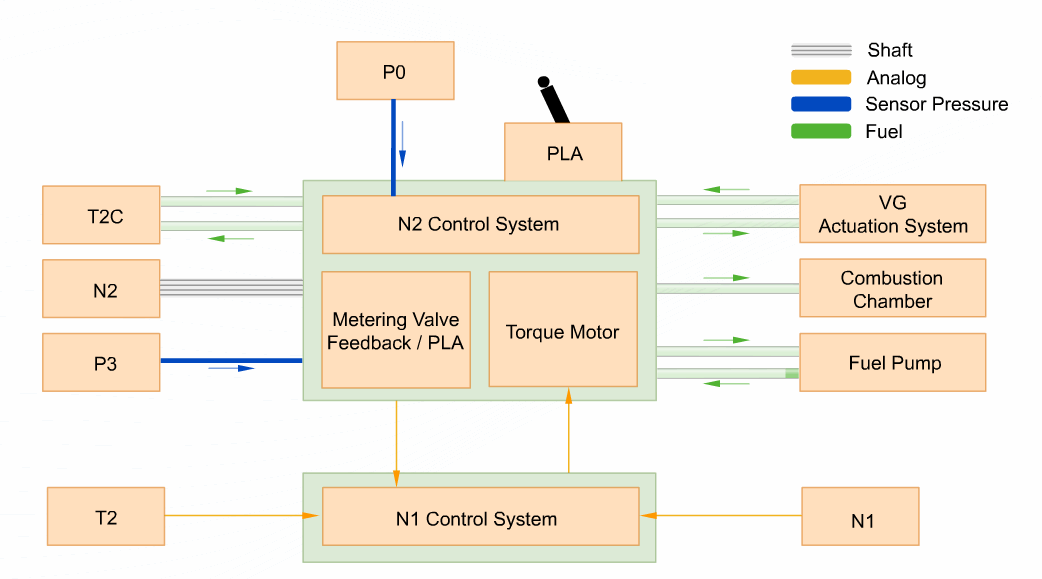 P0
Shaft
Analog
Sensor Pressure
Fuel
PLA
T2C
N2 Control System
VG
Actuation System
N2
Metering Valve
Feedback / PLA
Torque Motor
Combustion
Chamber
P3
Fuel Pump
T2
N1 Control System
N1